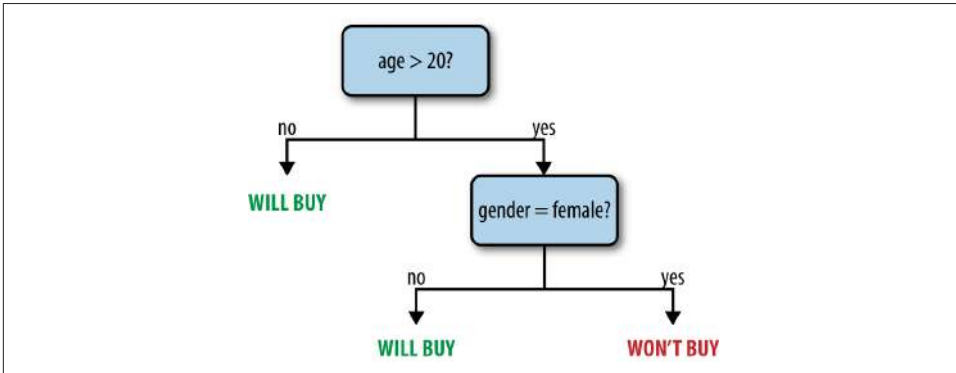 age > 20?
no
yes
WILL BUY
gender = female?
no
yes
WILL BUY
WON'T BUY